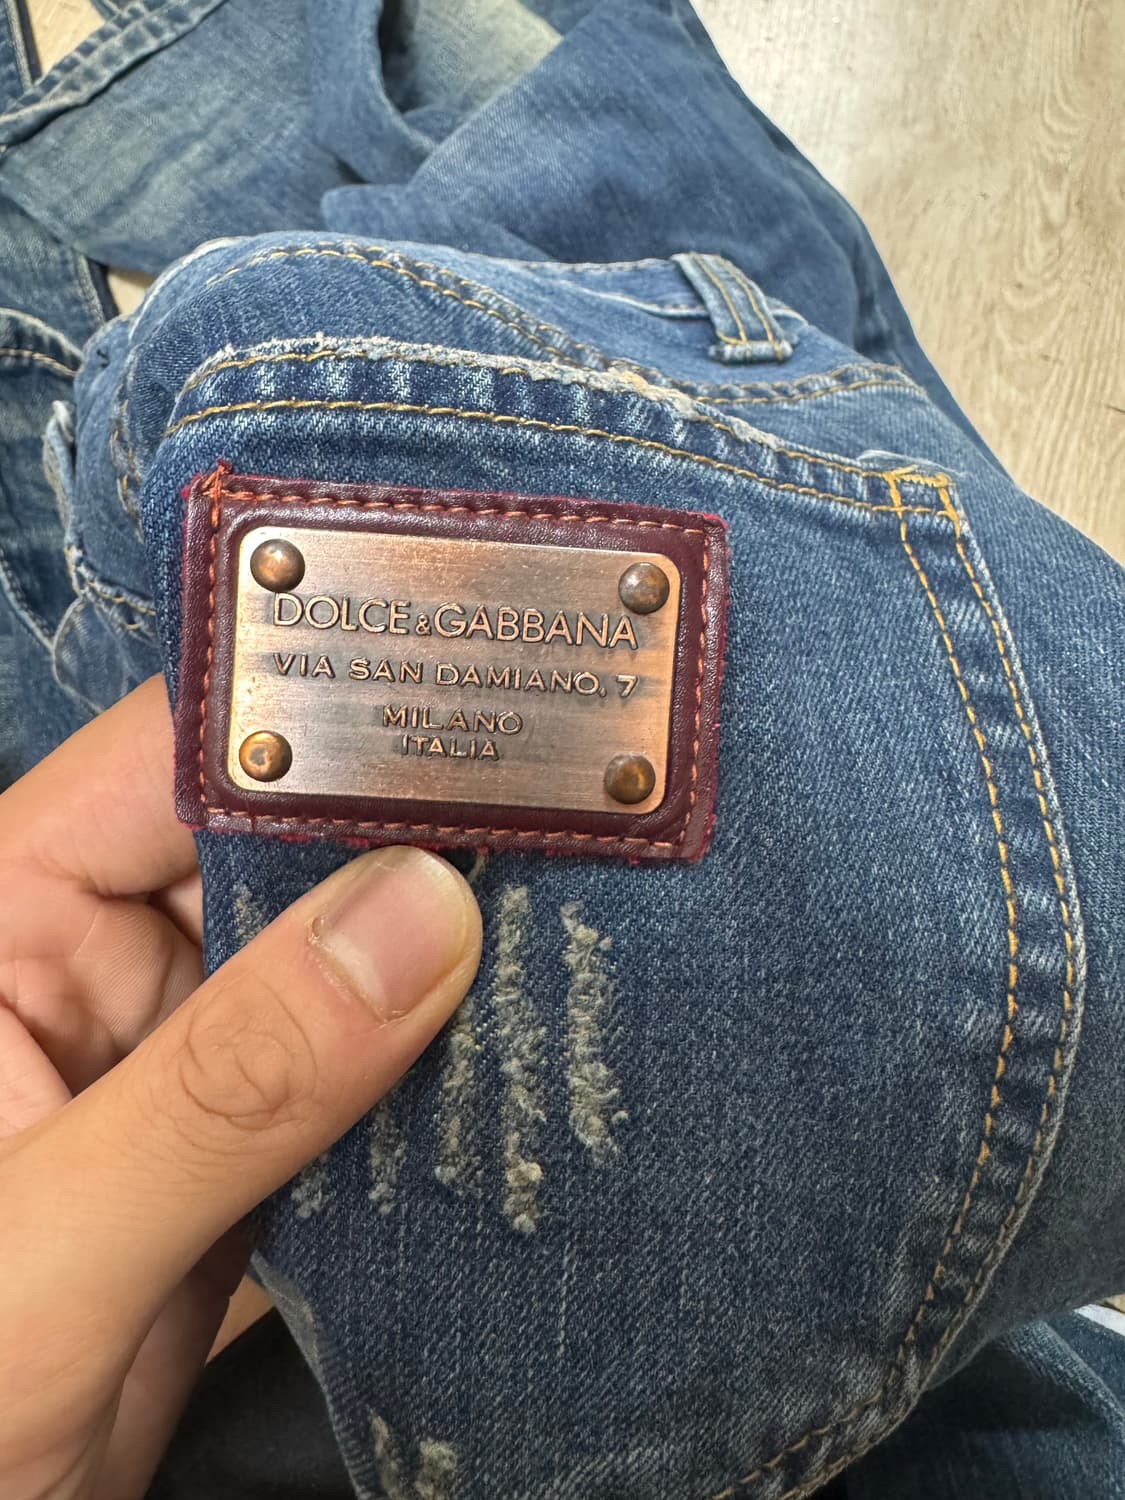 DOLCE&GABBANA
VIA SAN DAMIANO, 7
MILANO
ITALIA